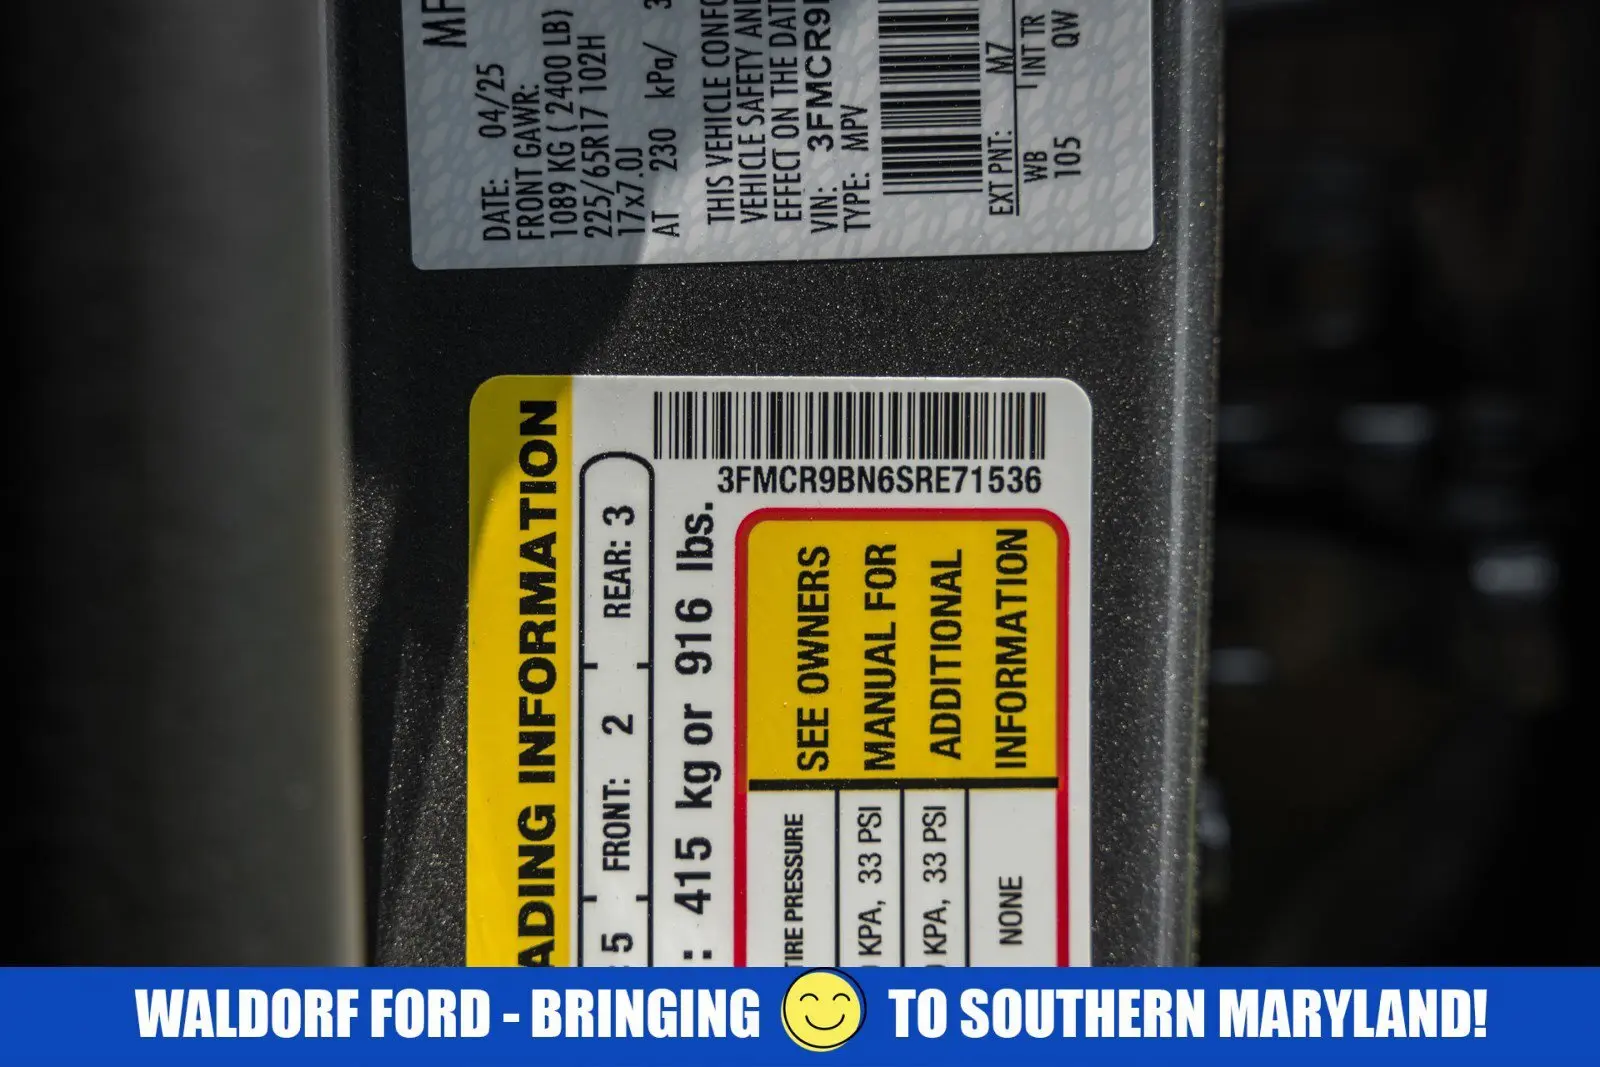 MF
DATE: 04/25
FRONT GAWR:
1089 KG ( 2400 LB)
225/65R17 102H
17x7.0J
AT 230 kPa/ 3
THIS VEHICLE CONFO
VEHICLE SAFETY AND
EFFECT ON THE DAT
VIN: 3FMCR9
TYPE: MPV
EXT PNT: M7
WB INT TR
105 QW
ADING INFORMATION
5 FRONT: 2 REAR: 3
: 415 kg or 916 lbs.
3FMCR9BN6SRE71536
TIRE PRESSURE
KPA, 33 PSI
KPA, 33 PSI
NONE
SEE OWNERS
MANUAL FOR
ADDITIONAL
INFORMATION
WALDORF FORD - BRINGING TO SOUTHERN MARYLAND!